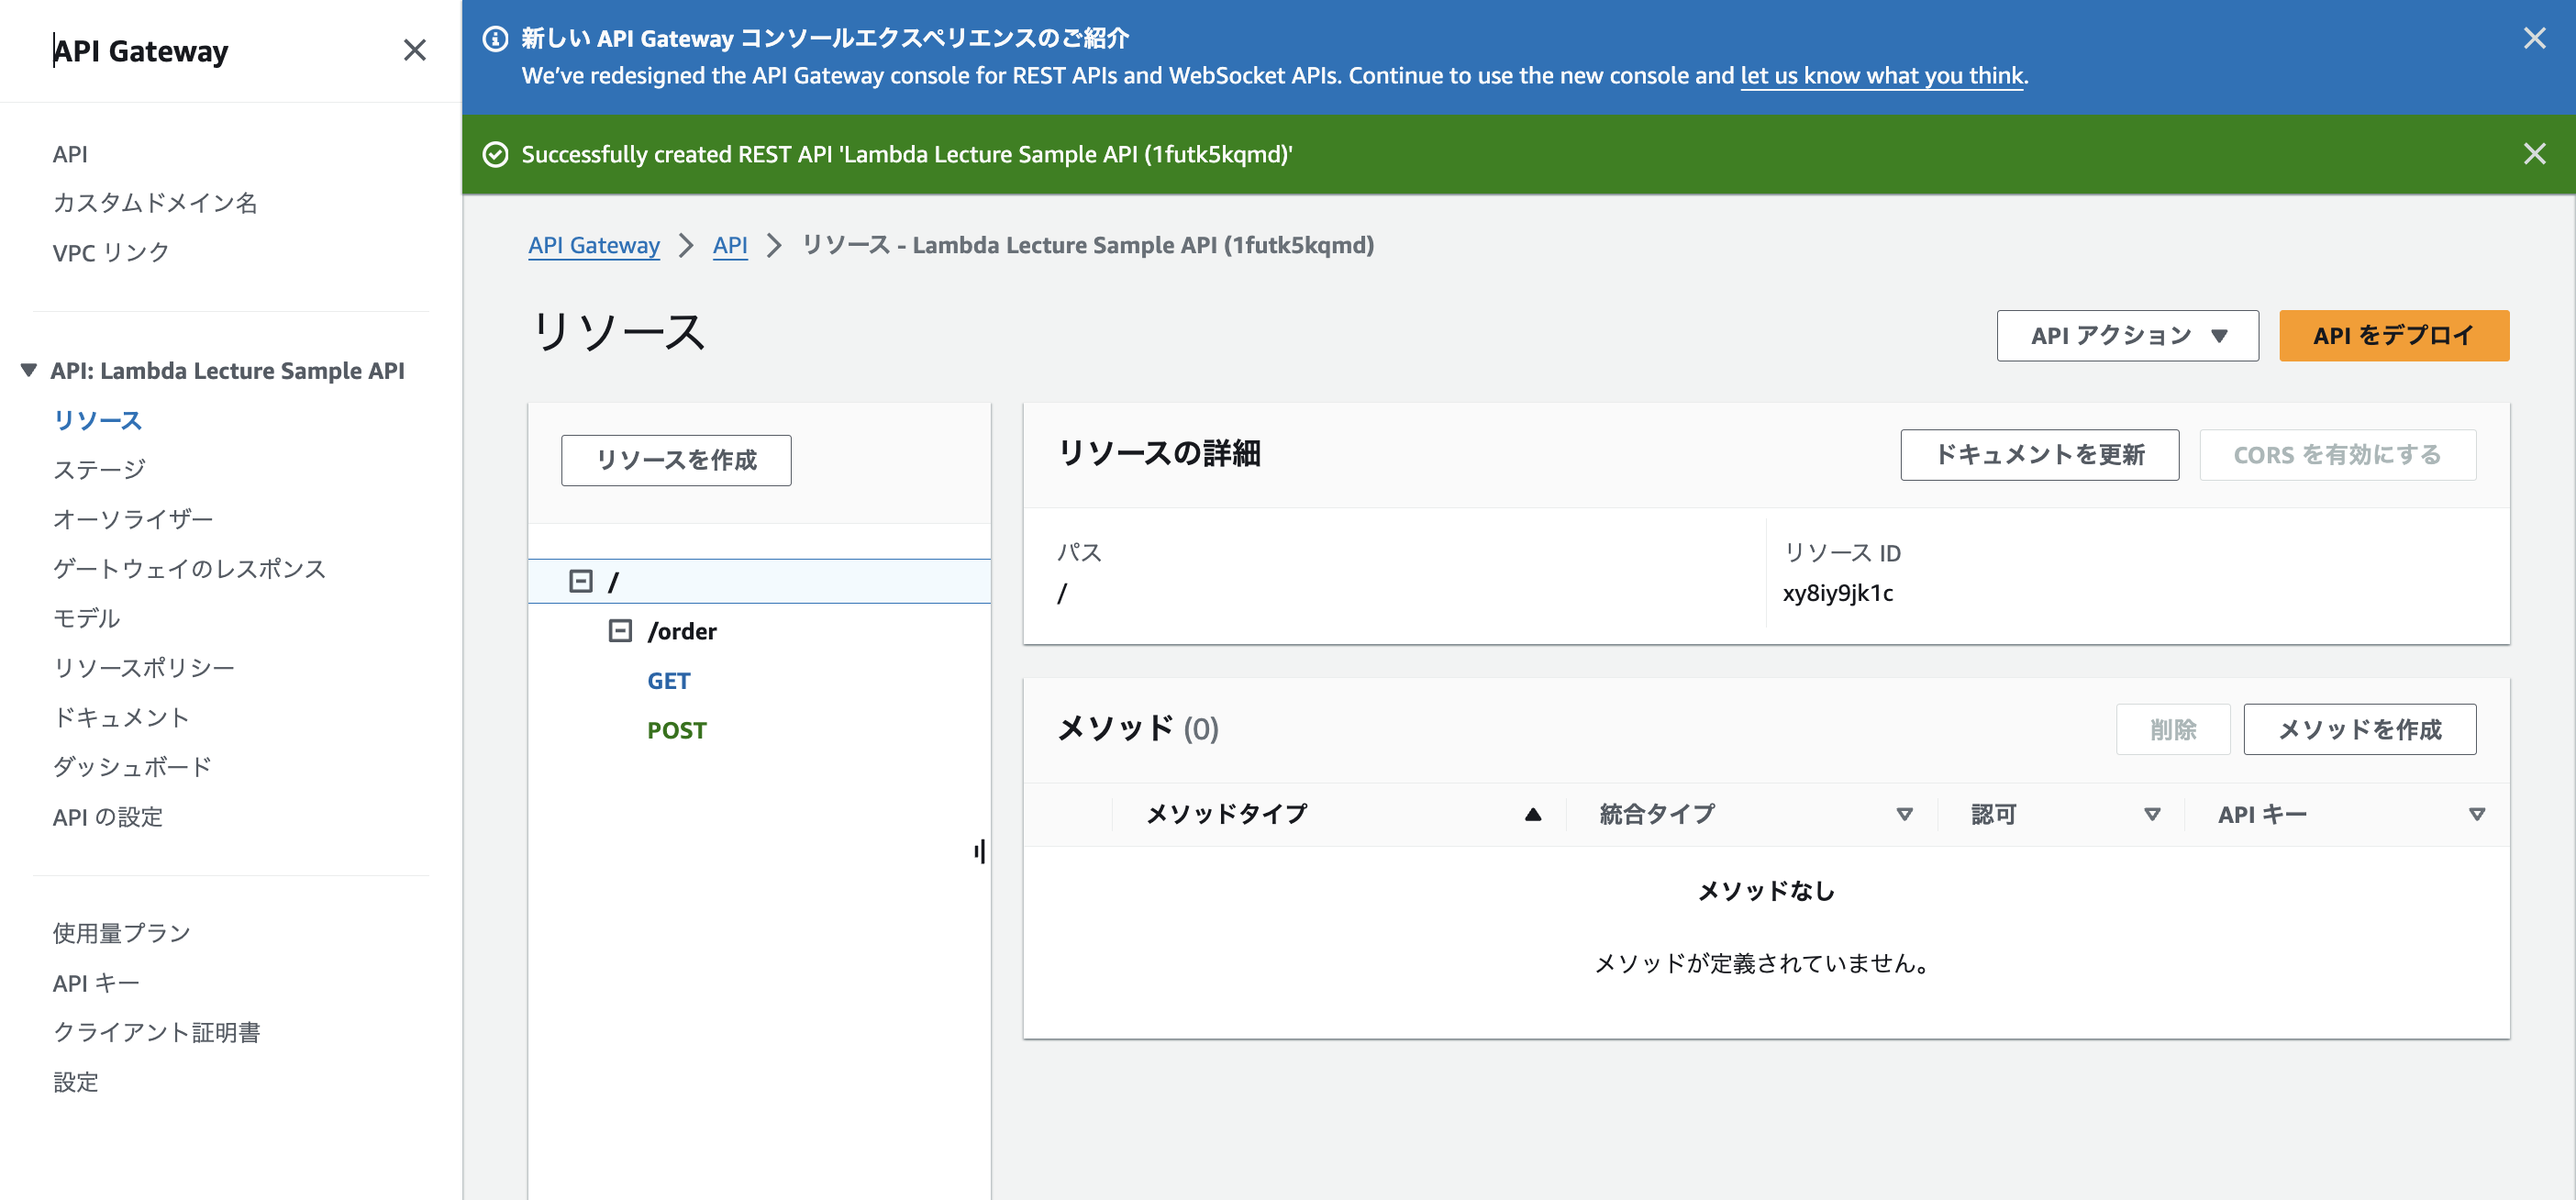 API Gateway
API
カスタムドメイン名
VPC リンク
API: Lambda Lecture Sample API
リソース
ステージ
オーソライザー
ゲートウェイのレスポンス
モデル
リソースポリシー
ドキュメント
ダッシュボード
API の設定
使用量プラン
API キー
クライアント証明書
設定
新しい API Gateway コンソールエクスペリエンスのご紹介
We've redesigned the API Gateway console for REST APIs and WebSocket APIs. Continue to use the new console and let us know what you think.
Successfully created REST API 'Lambda Lecture Sample API (1futk5kqmd)'
API Gateway > API > リソース - Lambda Lecture Sample API (1futk5kqmd)
リソース
API アクション
API をデプロイ
リソースを作成
/
/order
GET
POST
リソースの詳細
ドキュメントを更新
CORS を有効にする
パス
/
リソース ID
xy8iy9jk1c
メソッド (0)
削除
メソッドを作成
メソッドタイプ
統合タイプ
認可
API キー
メソッドなし
メソッドが定義されていません。